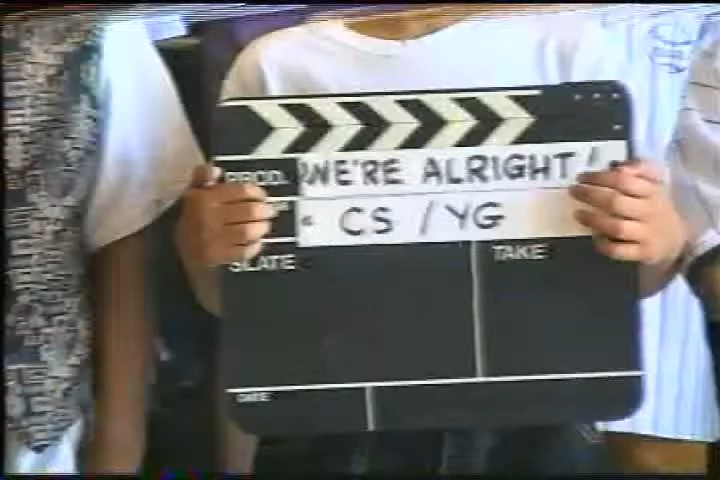 PROD. WE'RE ALRIGHT!
CS / YG
SLATE
TAKE
DATE